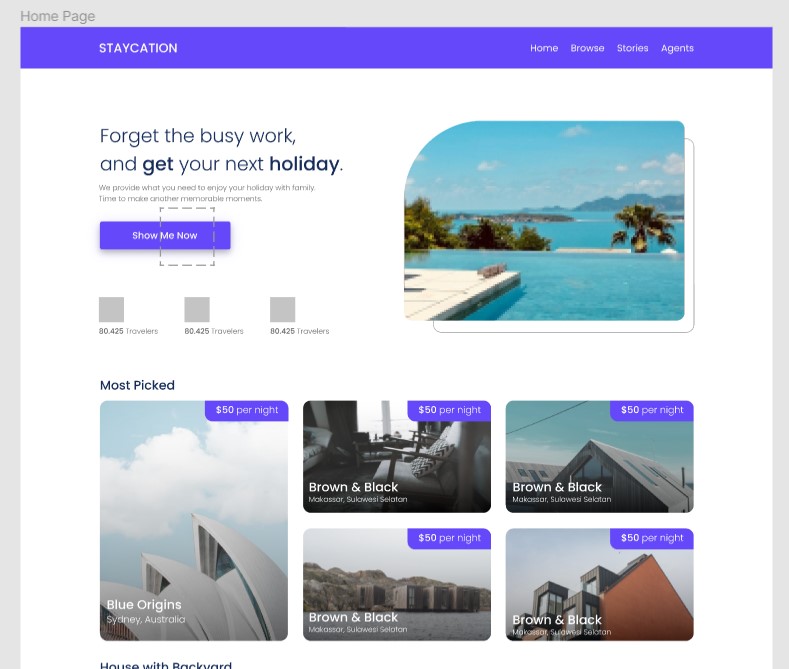 Home Page
STAYCATION
Home Browse Stories Agents
Forget the busy work,
and get your next holiday.
We provide what you need to enjoy your holiday with family.
Time to make another memorable moments.
Show Me Now
80.425 Travelers
80.425 Travelers
80.425 Travelers
Most Picked
$50 per night
Blue Origins
Sydney, Australia
$50 per night
Brown & Black
Makassar, Sulawesi Selatan
$50 per night
Brown & Black
Makassar, Sulawesi Selatan
$50 per night
Brown & Black
Makassar, Sulawesi Selatan
$50 per night
Brown & Black
Makassar, Sulawesi Selatan
House with Backyard